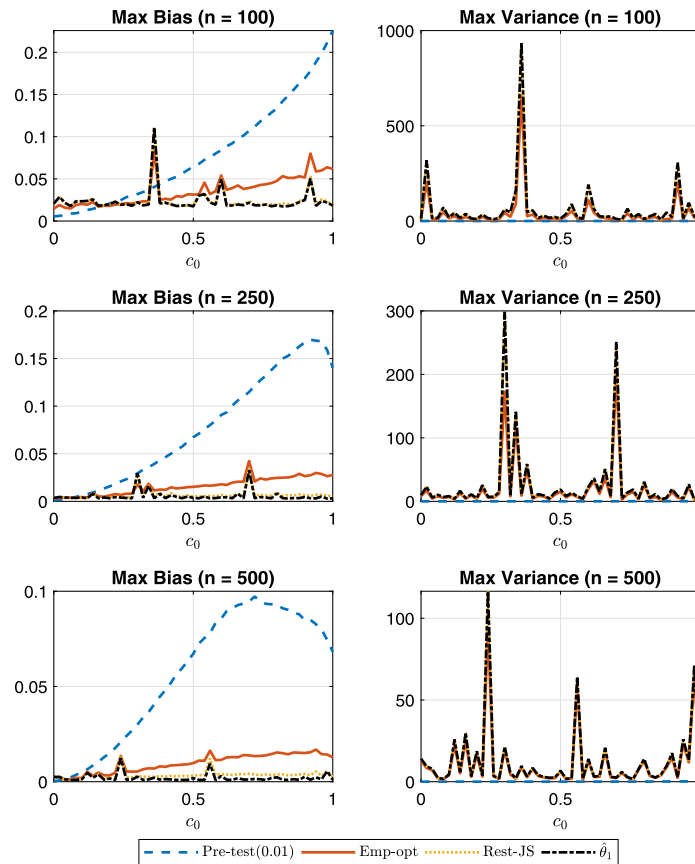 Max Bias (n = 100)
0.2
0.15
0.1
0.05
0
0 0.5 1
c₀
Max Variance (n = 100)
1000
500
0
0 0.5
c₀
Max Bias (n = 250)
0.2
0.15
0.1
0.05
0
0 0.5 1
c₀
Max Variance (n = 250)
300
200
100
0
0 0.5
c₀
Max Bias (n = 500)
0.1
0.05
0
0 0.5 1
c₀
Max Variance (n = 500)
100
50
0
0 0.5
c₀
Pre-test(0.01) Emp-opt Rest-JS θ̂₁